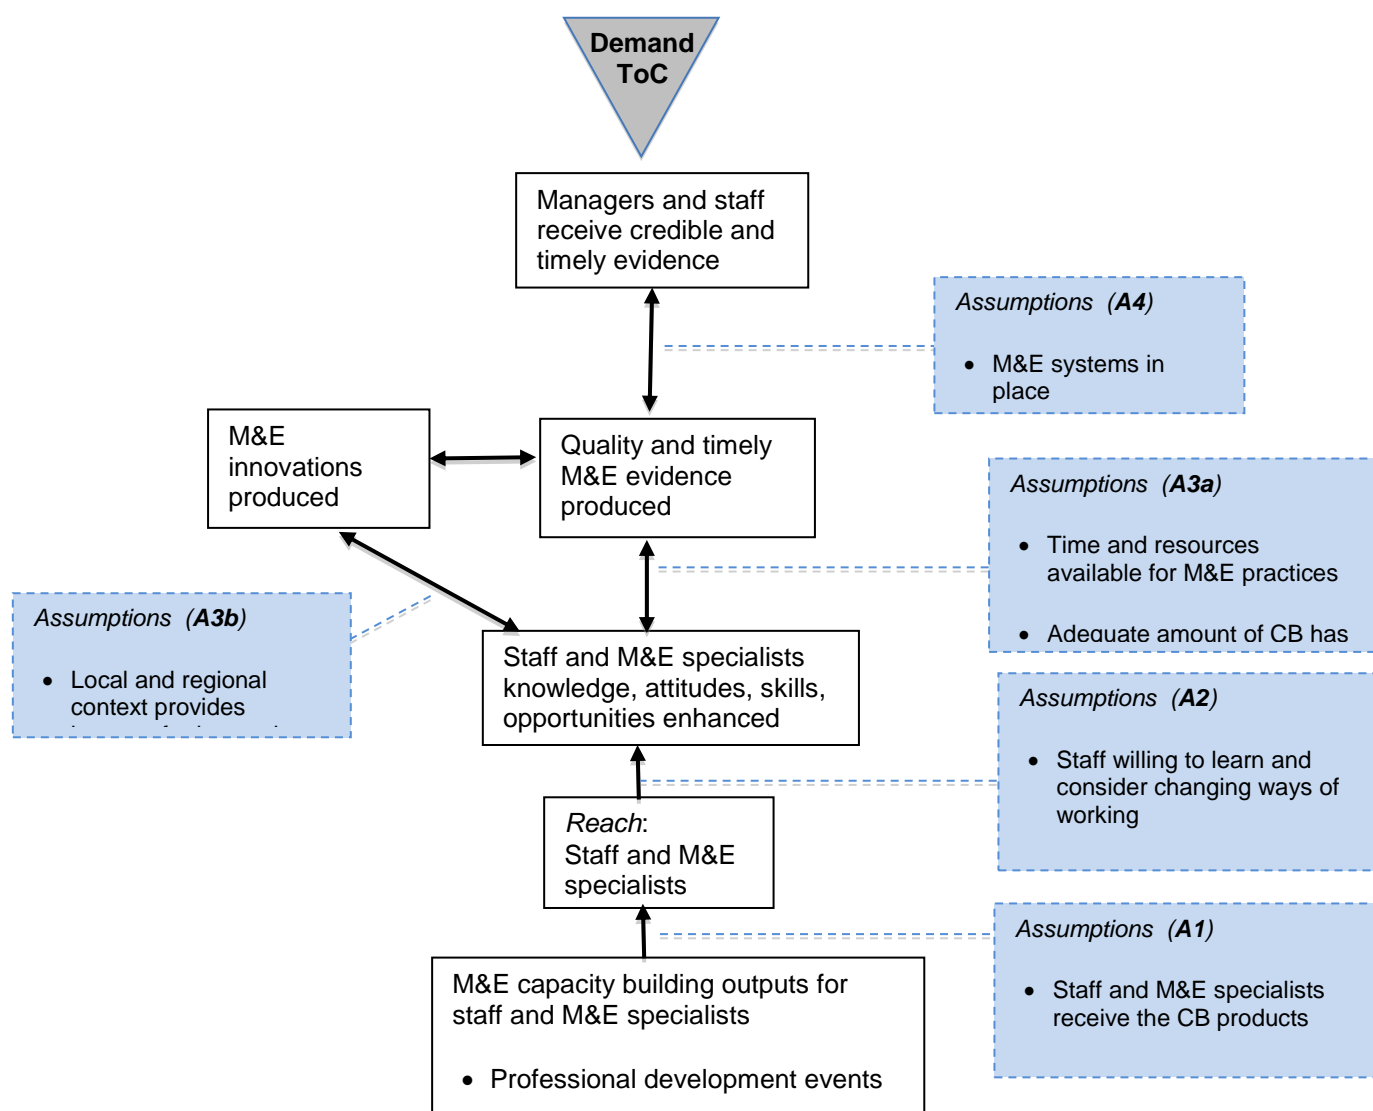 Demand
ToC
Managers and staff
receive credible and
timely evidence
Assumptions (A4)
• M&E systems in
place
M&E
innovations
produced
Quality and timely
M&E evidence
produced
Assumptions (A3a)
• Time and resources
available for M&E practices
• Adequate amount of CB has
Assumptions (A3b)
• Local and regional
context provides
Staff and M&E specialists
knowledge, attitudes, skills,
opportunities enhanced
Assumptions (A2)
• Staff willing to learn and
consider changing ways of
working
Reach:
Staff and M&E
specialists
Assumptions (A1)
• Staff and M&E specialists
receive the CB products
M&E capacity building outputs for
staff and M&E specialists
• Professional development events